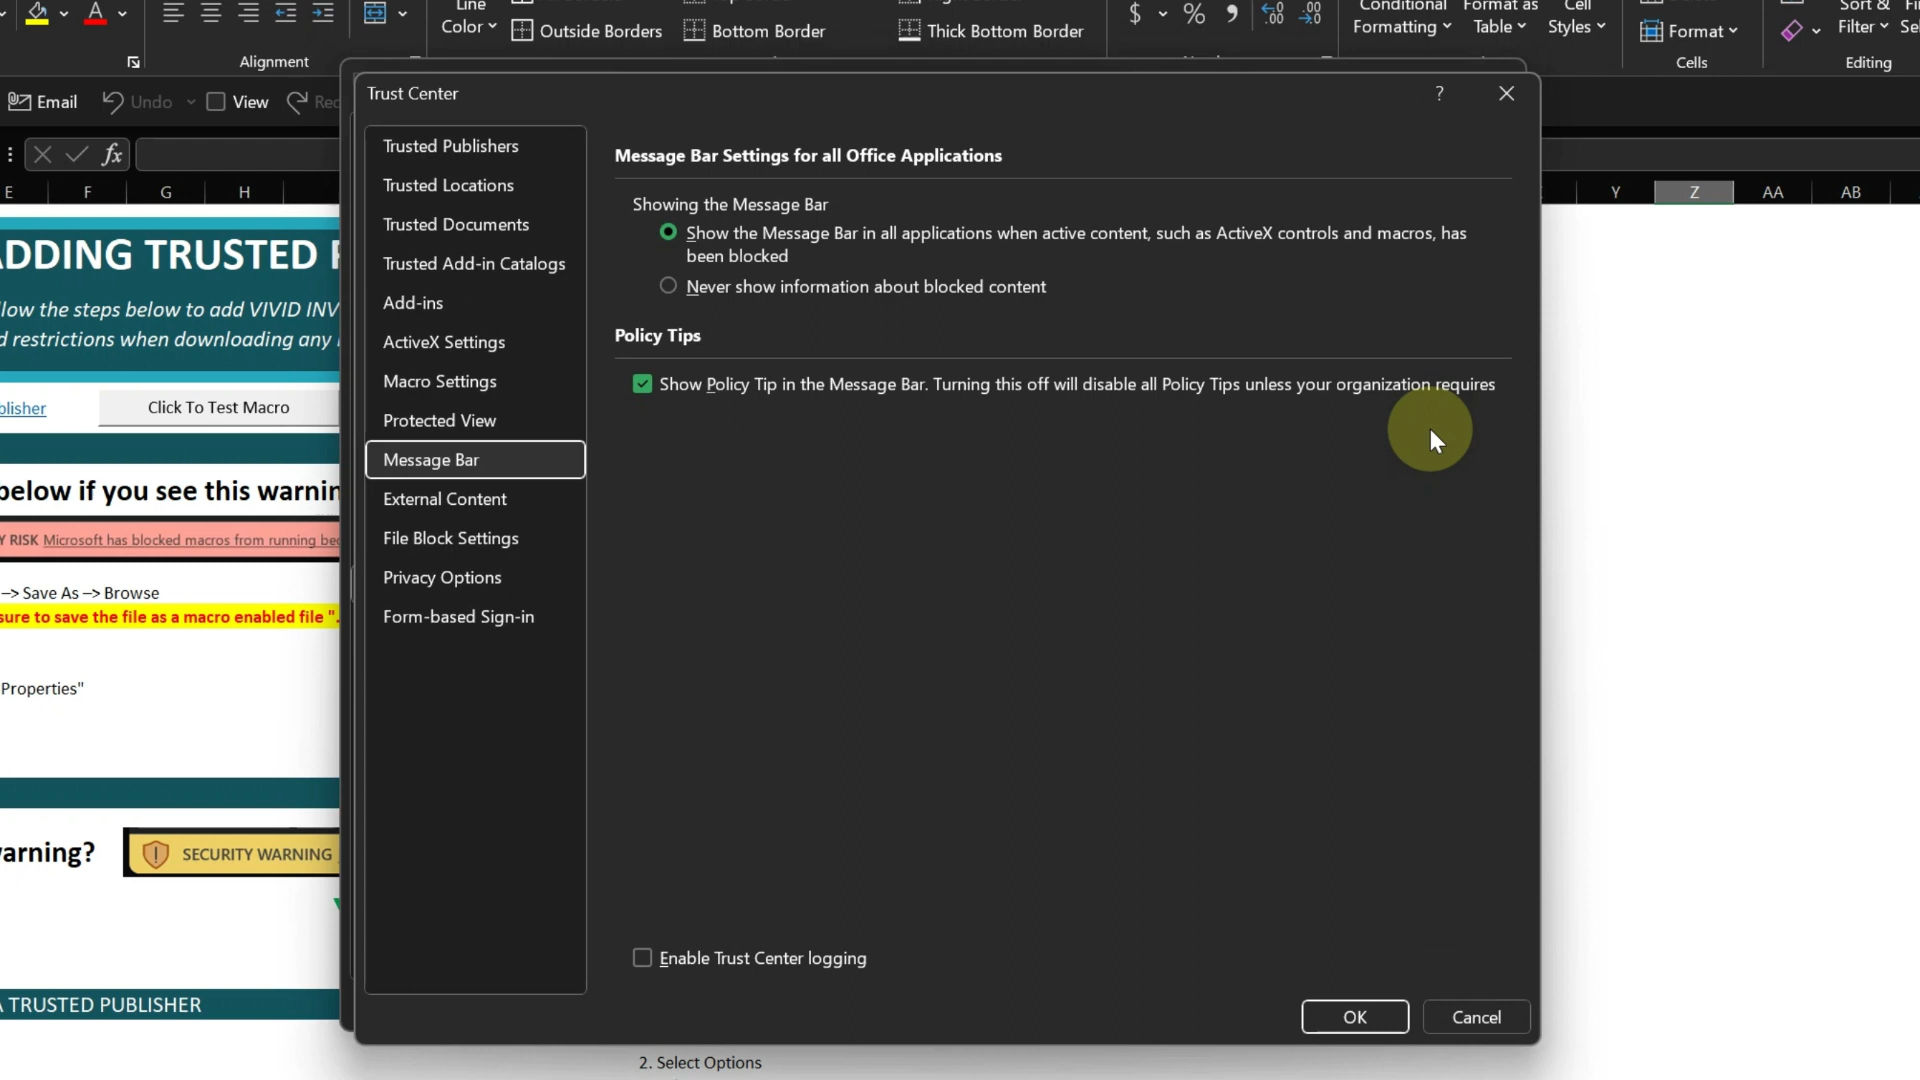 Line
Color
Outside Borders
Bottom Border
Thick Bottom Border
$
%
Conditional
Formatting
Format as
Table
Cell
Styles
Format
Sort &
Filter
Alignment
Cells
Editing
Email
Undo
View
fx
E F G H
Y Z AA AB
Trust Center
?
Trusted Publishers
Trusted Locations
Trusted Documents
Trusted Add-in Catalogs
Add-ins
ActiveX Settings
Macro Settings
Protected View
Message Bar
External Content
File Block Settings
Privacy Options
Form-based Sign-in
Message Bar Settings for all Office Applications
Showing the Message Bar
Show the Message Bar in all applications when active content, such as ActiveX controls and macros, has
been blocked
Never show information about blocked content
Policy Tips
Show Policy Tip in the Message Bar. Turning this off will disable all Policy Tips unless your organization requires
Enable Trust Center logging
OK
Cancel
ADDING TRUSTED
low the steps below to add VIVID INV
d restrictions when downloading any
blisher
Click To Test Macro
below if you see this warnin
Y RISK Microsoft has blocked macros from running bec
--> Save As --> Browse
sure to save the file as a macro enabled file ".
Properties"
warning?
SECURITY WARNING
A TRUSTED PUBLISHER
2. Select Options